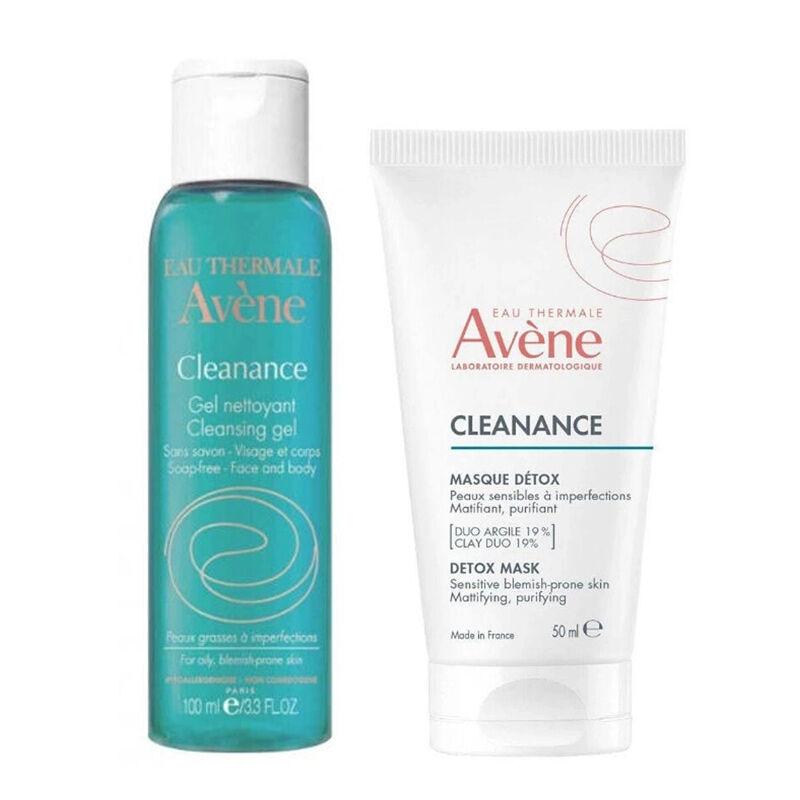 EAU THERMALE
Avène
Cleanance
Gel nettoyant
Cleansing gel
Sans savon - Visage et corps
Soap-free - Face and body
Peaux grasses à imperfections
For oily, blemish-prone skin
HYPOALLERGENIQUE - NON COMEDOGENE
PARIS
100 ml e/3.3 FL.OZ
EAU THERMALE
Avène
LABORATOIRE DERMATOLOGIQUE
CLEANANCE
MASQUE DÉTOX
Peaux sensibles à imperfections
Matifiant, purifiant
[DUO ARGILE 19%
CLAY DUO 19%]
DETOX MASK
Sensitive blemish-prone skin
Mattifying, purifying
Made in France
50 ml e